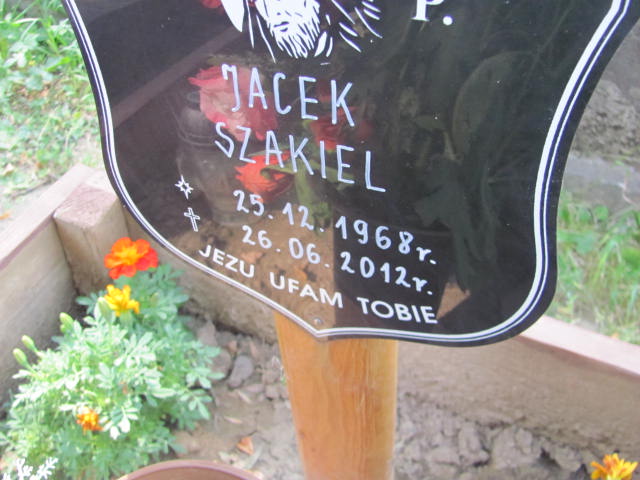 P.
JACEK
SZAKIEL
25.12.1968r.
26.06.2012r.
JEZU UFAM TOBIE